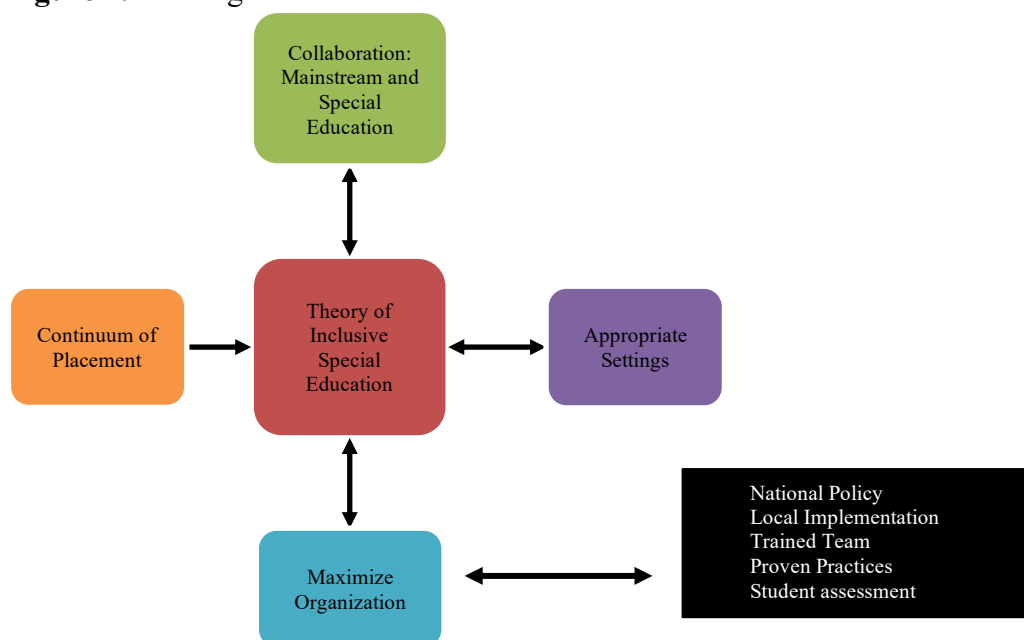 Collaboration:
Mainstream and
Special
Education
Theory of
Inclusive
Special
Education
Continuum of
Placement
Appropriate
Settings
National Policy
Local Implementation
Trained Team
Proven Practices
Student assessment
Maximize
Organization